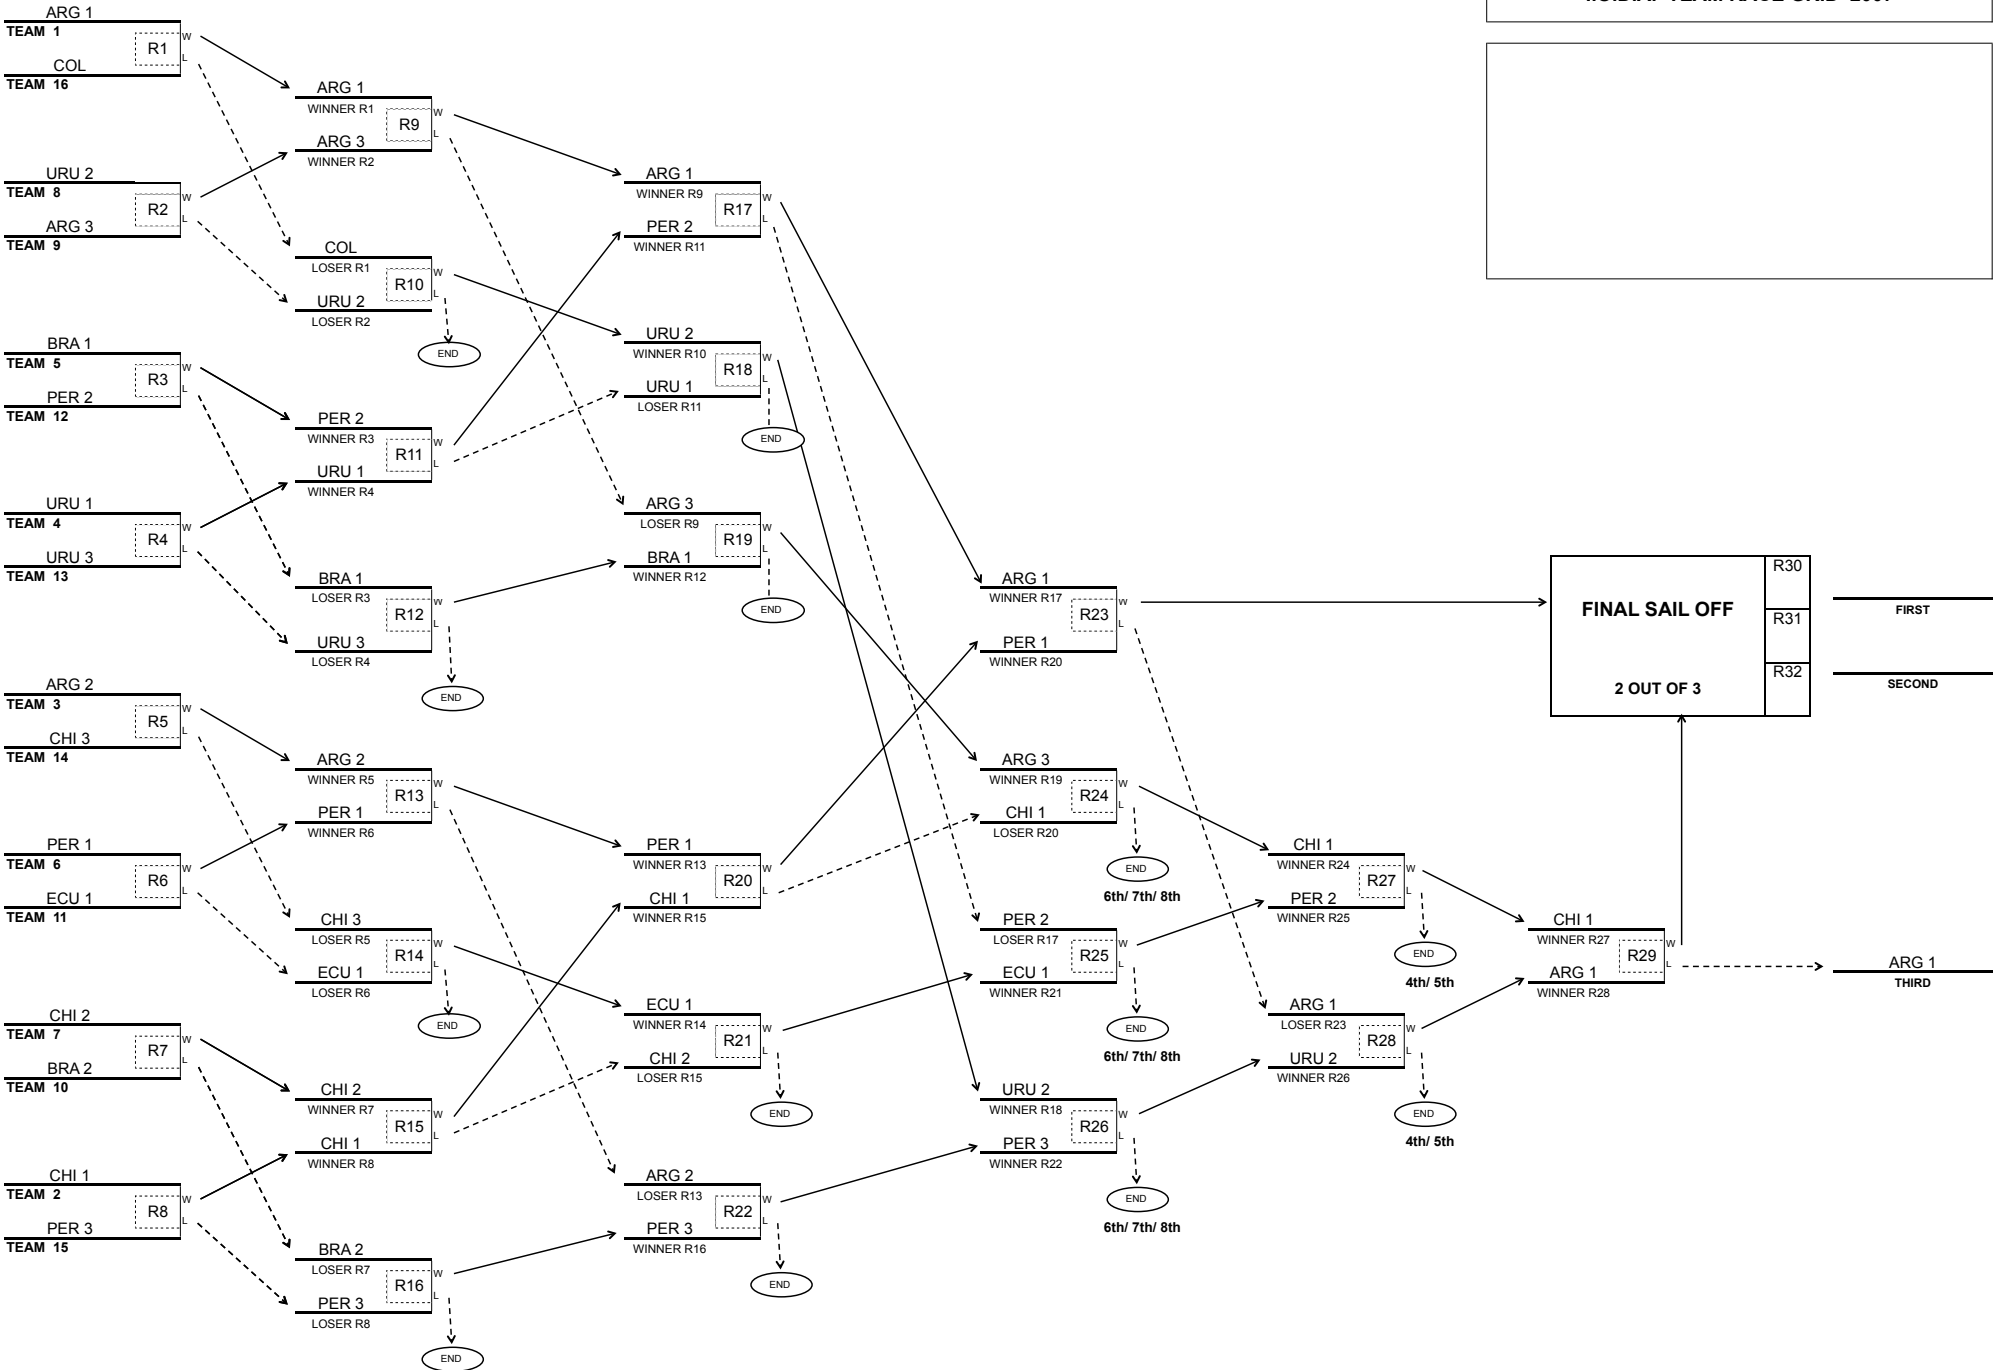 ARG 1
TEAM 1
R1
W
L
COL
TEAM 16
URU 2
TEAM 8
R2
W
L
ARG 3
TEAM 9
BRA 1
TEAM 5
R3
W
L
PER 2
TEAM 12
URU 1
TEAM 4
R4
W
L
URU 3
TEAM 13
ARG 2
TEAM 3
R5
W
L
CHI 3
TEAM 14
PER 1
TEAM 6
R6
W
L
ECU 1
TEAM 11
CHI 2
TEAM 7
R7
W
L
BRA 2
TEAM 10
CHI 1
TEAM 2
R8
W
L
PER 3
TEAM 15
ARG 1
WINNER R1
R9
W
L
ARG 3
WINNER R2
COL
LOSER R1
R10
W
L
URU 2
LOSER R2
END
PER 2
WINNER R3
R11
W
L
URU 1
WINNER R4
BRA 1
LOSER R3
R12
W
L
URU 3
LOSER R4
END
ARG 2
WINNER R5
R13
W
L
PER 1
WINNER R6
CHI 3
LOSER R5
R14
W
L
ECU 1
LOSER R6
END
CHI 2
WINNER R7
R15
W
L
CHI 1
WINNER R8
BRA 2
LOSER R7
R16
W
L
PER 3
LOSER R8
END
ARG 1
WINNER R9
R17
W
L
PER 2
WINNER R11
URU 2
WINNER R10
R18
W
L
URU 1
LOSER R11
END
ARG 3
LOSER R9
R19
W
L
BRA 1
WINNER R12
END
PER 1
WINNER R13
R20
W
L
CHI 1
WINNER R15
ECU 1
WINNER R14
R21
W
L
CHI 2
LOSER R15
END
ARG 2
LOSER R13
R22
W
L
PER 3
WINNER R16
END
ARG 1
WINNER R17
R23
W
L
PER 1
WINNER R20
ARG 3
WINNER R19
R24
W
L
CHI 1
LOSER R20
END
6th/ 7th/ 8th
PER 2
LOSER R17
R25
W
L
ECU 1
WINNER R21
END
6th/ 7th/ 8th
URU 2
WINNER R18
R26
W
L
PER 3
WINNER R22
END
6th/ 7th/ 8th
CHI 1
WINNER R24
R27
W
L
PER 2
WINNER R25
END
4th/ 5th
ARG 1
LOSER R23
R28
W
L
URU 2
WINNER R26
END
4th/ 5th
CHI 1
WINNER R27
R29
W
L
ARG 1
WINNER R28
FINAL SAIL OFF
2 OUT OF 3
R30
R31
R32
FIRST
SECOND
ARG 1
THIRD